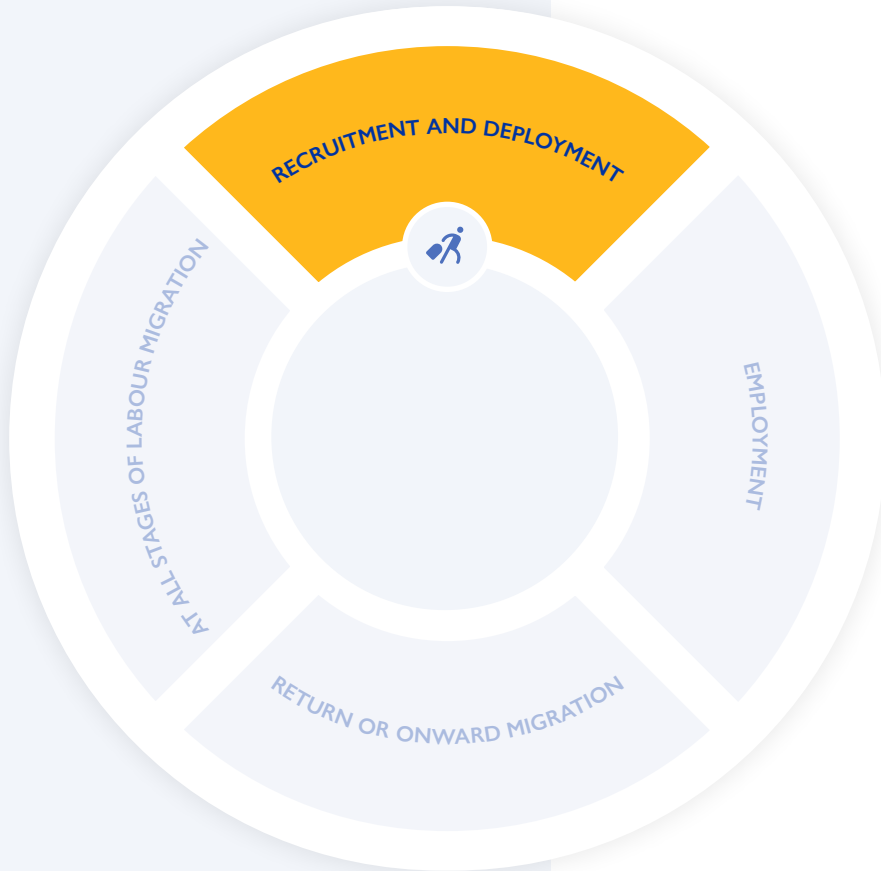 RECRUITMENT AND DEPLOYMENT
EMPLOYMENT
RETURN OR ONWARD MIGRATION
AT ALL STAGES OF LABOUR MIGRATION